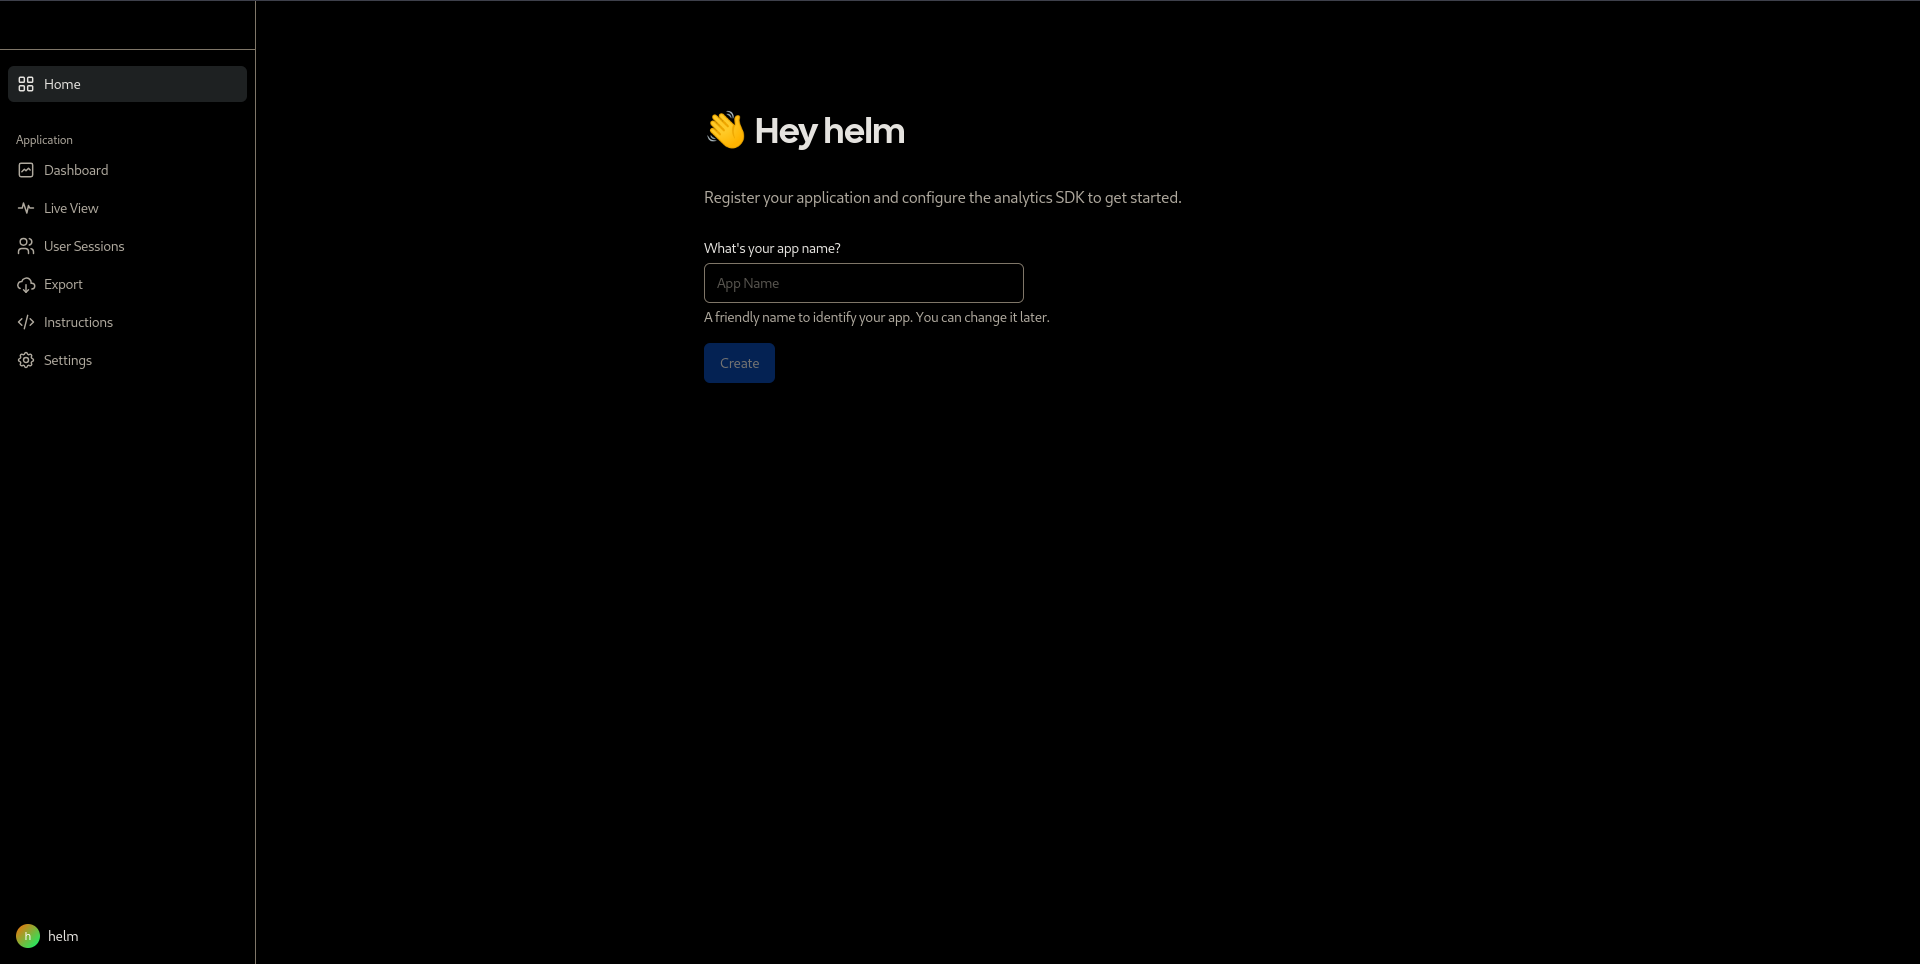 Home
Application
Dashboard
Live View
User Sessions
Export
Instructions
Settings
h helm
👋 Hey helm
Register your application and configure the analytics SDK to get started.
What's your app name?
App Name
A friendly name to identify your app. You can change it later.
Create